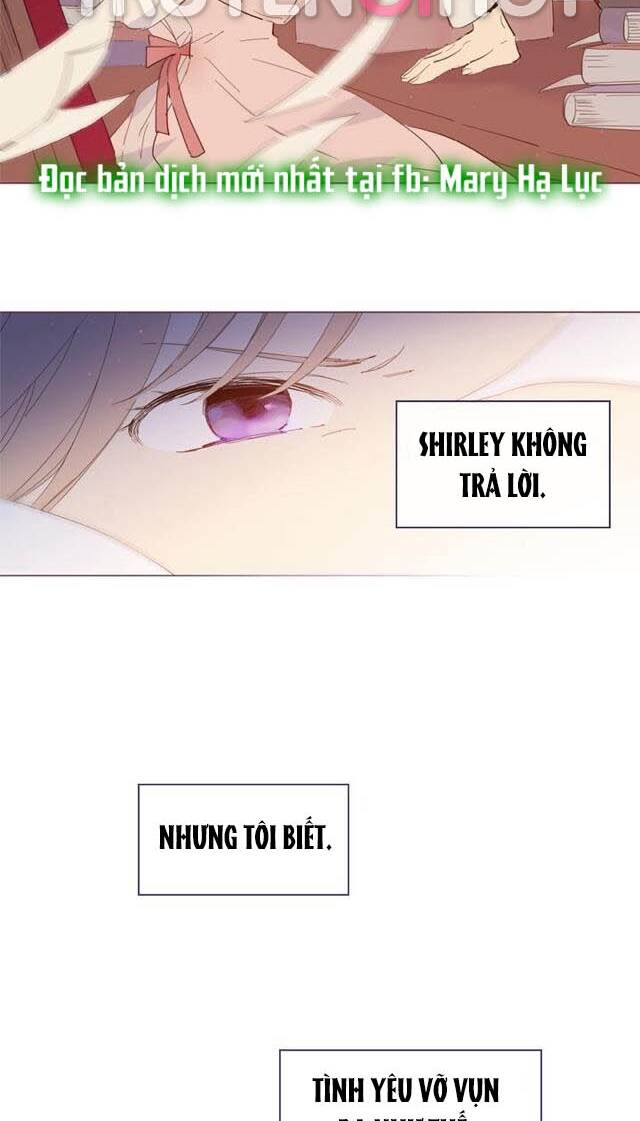 Đọc bản dịch mới nhất tại fb: Mary Hạ Lục
SHIRLEY KHÔNG
TRẢ LỜI.
NHƯNG TÔI BIẾT.
TÌNH YÊU VỠ VỤN